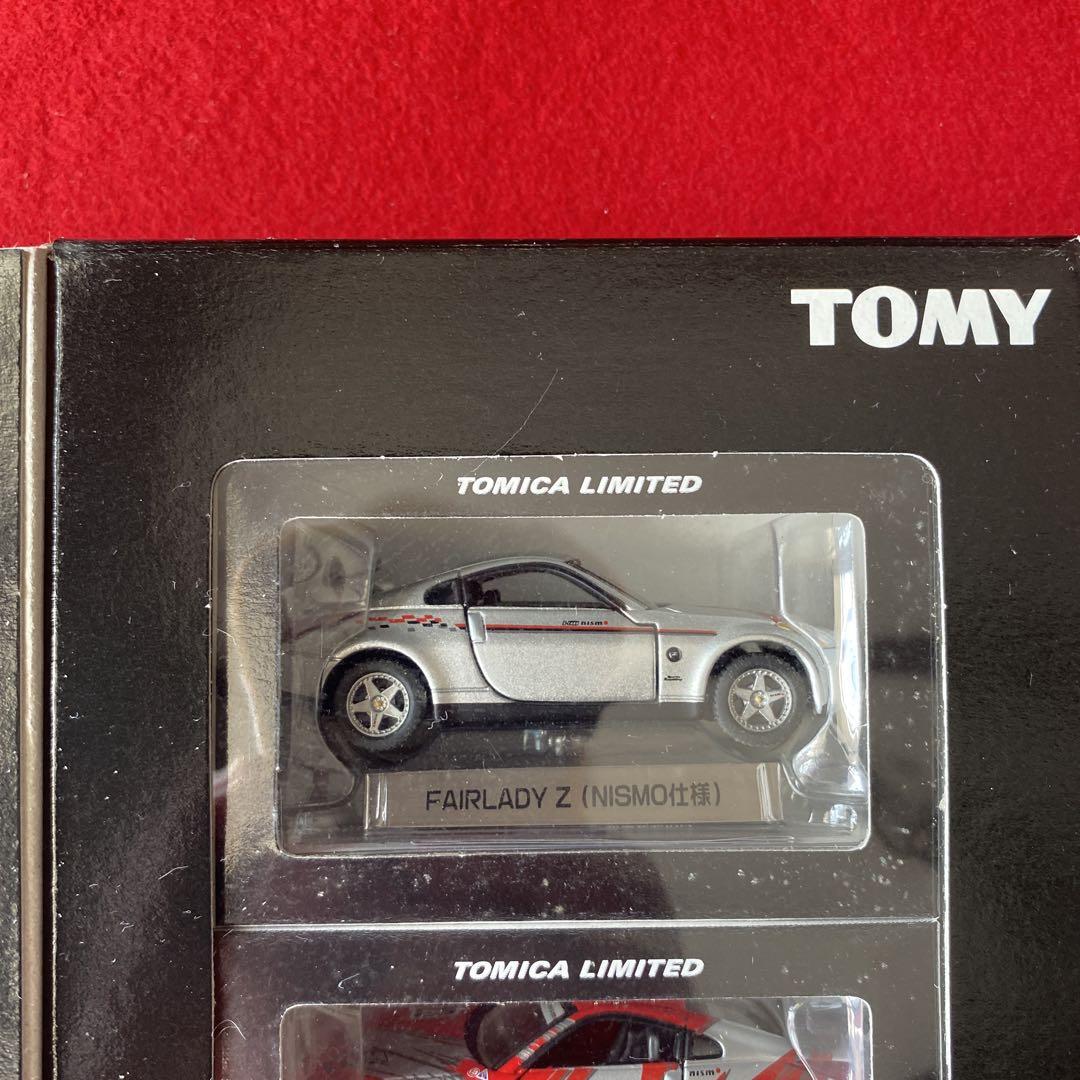 TOMY
TOMICA LIMITED
nismo
FAIRLADY Z (NISMO仕様)
TOMICA LIMITED
nismo